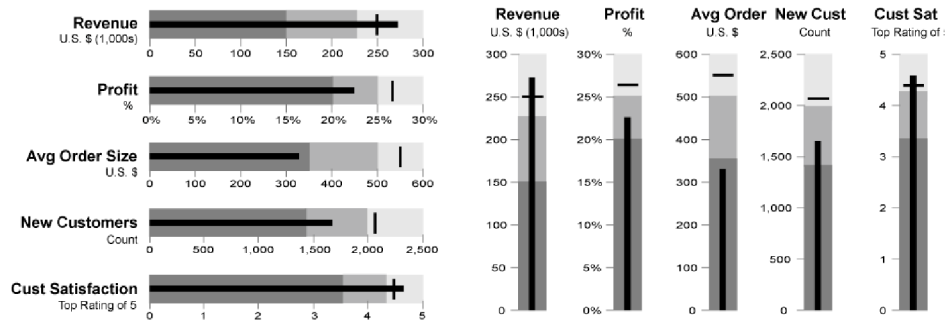 Revenue
U.S. $ (1,000s)
0 50 100 150 200 250 300
Profit
%
0% 5% 10% 15% 20% 25% 30%
Avg Order Size
U.S. $
0 100 200 300 400 500 600
New Customers
Count
0 500 1,000 1,500 2,000 2,500
Cust Satisfaction
Top Rating of 5
0 1 2 3 4 5
Revenue
U.S. $ (1,000s)
300
250
200
150
100
50
0
Profit
%
30%
25%
20%
15%
10%
5%
0%
Avg Order
U.S. $
600
500
400
300
200
100
0
New Cust
Count
2,500
2,000
1,500
1,000
500
0
Cust Sat
Top Rating of
5
4
3
2
1
0